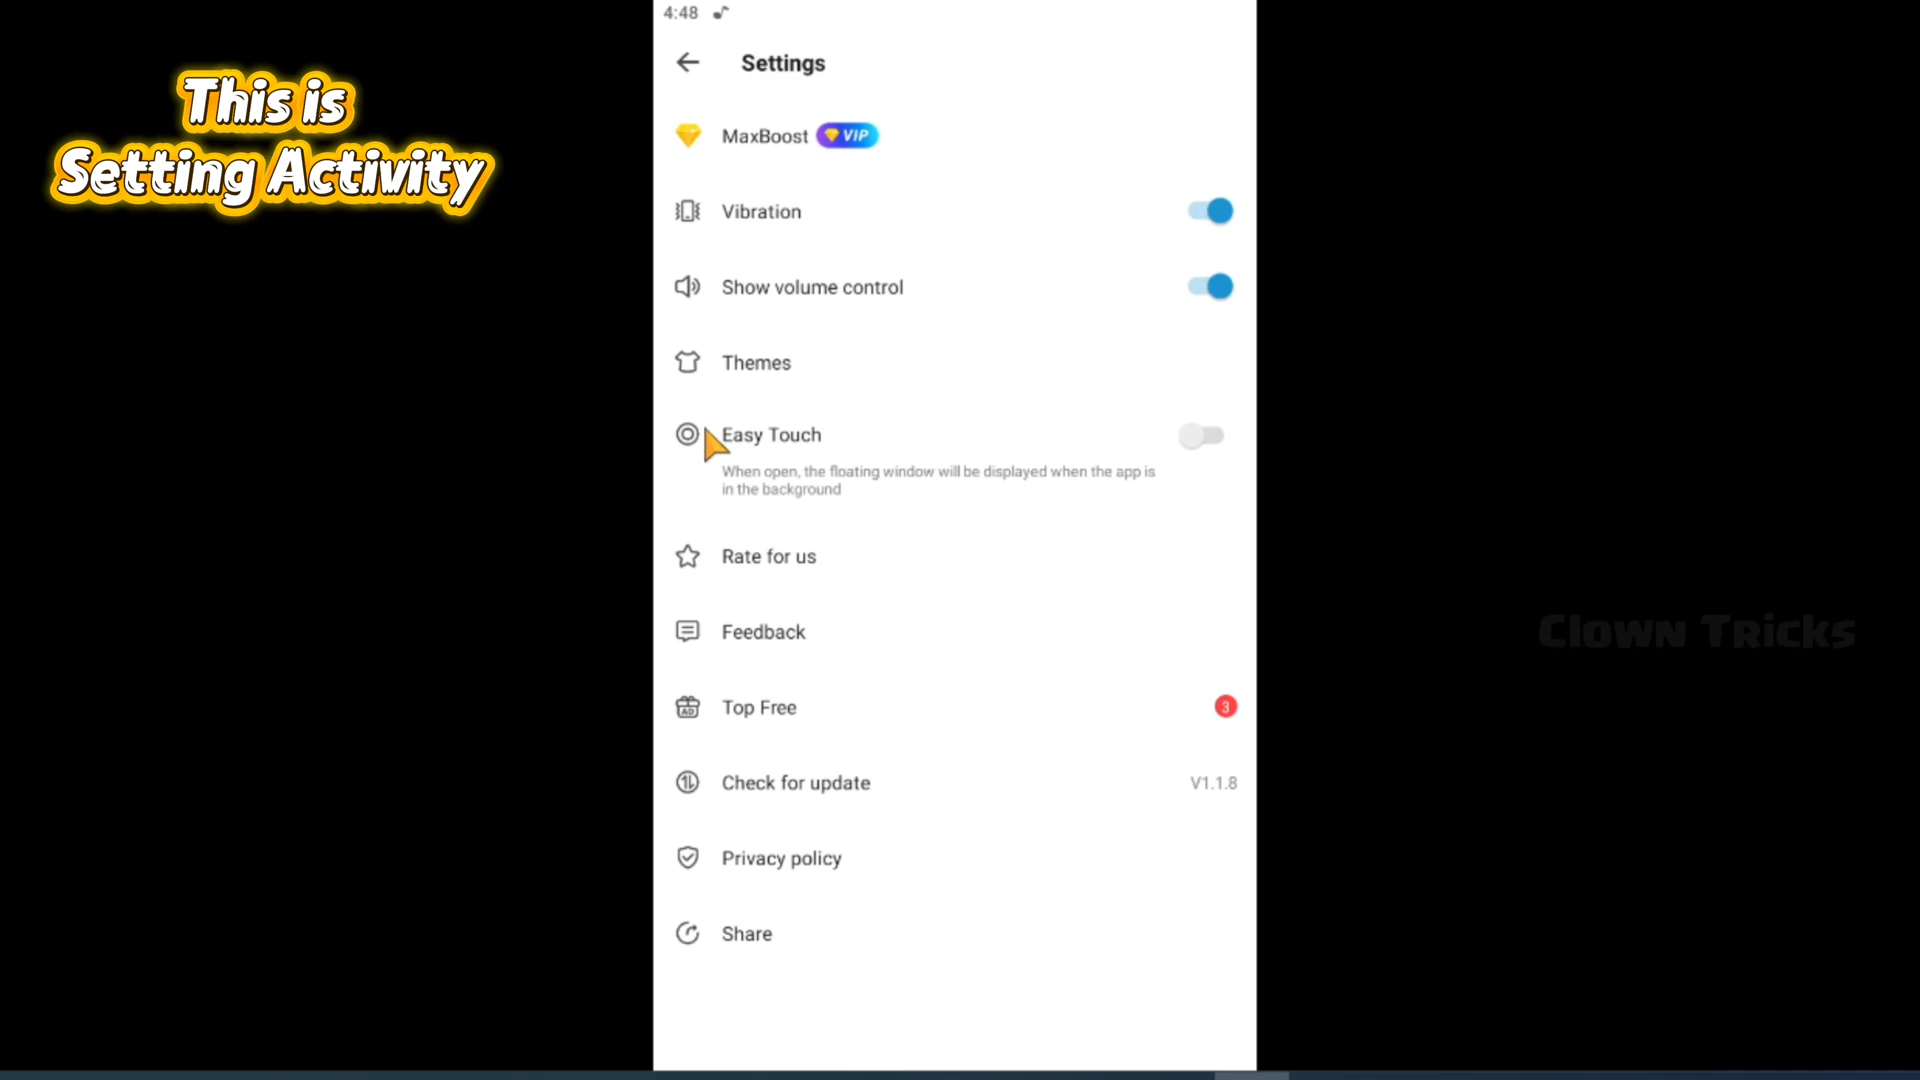 4:48
This is
Setting Activity
Settings
MaxBoost VIP
Vibration
Show volume control
Themes
Easy Touch
When open, the floating window will be displayed when the app is
in the background
Rate for us
Feedback
AD
Top Free 3
Check for update V1.1.8
Privacy policy
Share
Clown Tricks